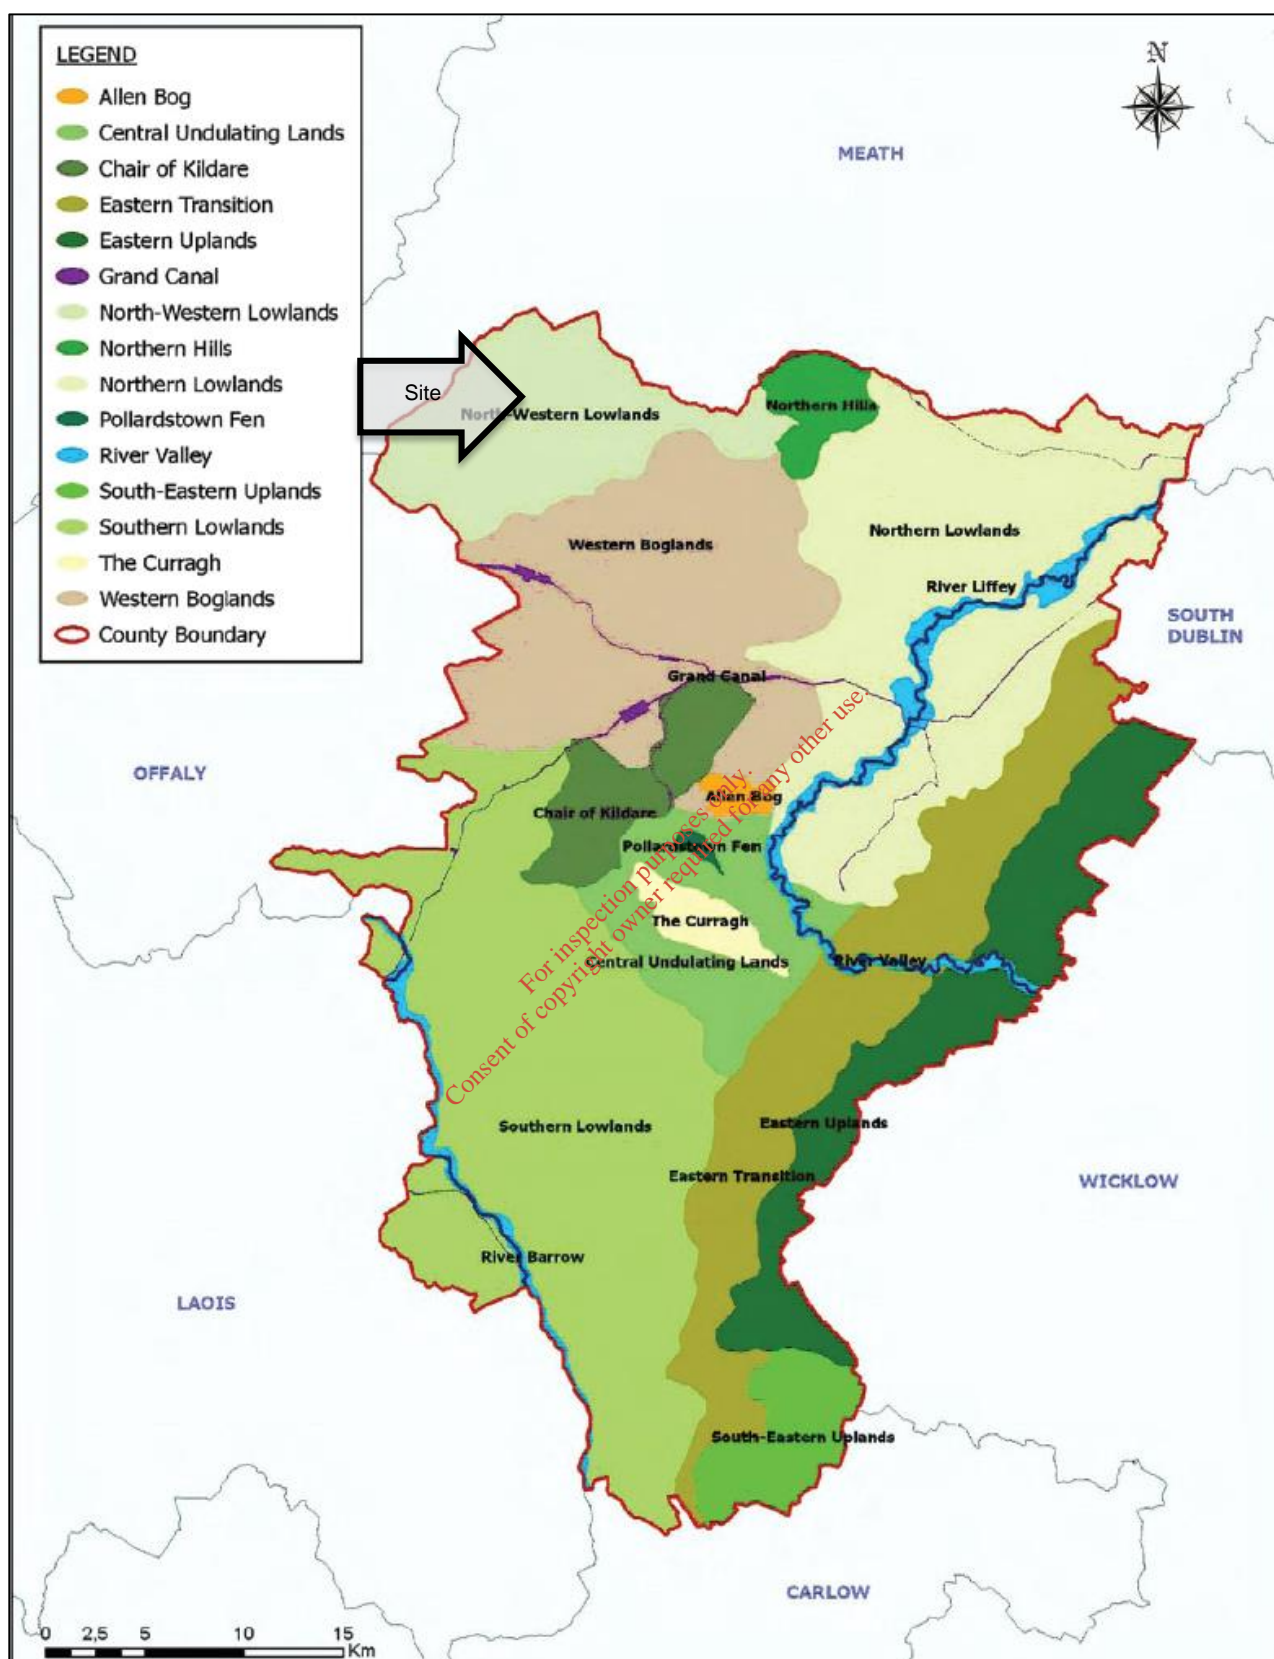 LEGEND
Allen Bog
Central Undulating Lands
Chair of Kildare
Eastern Transition
Eastern Uplands
Grand Canal
North-Western Lowlands
Northern Hills
Northern Lowlands
Pollardstown Fen
River Valley
South-Eastern Uplands
Southern Lowlands
The Curragh
Western Boglands
County Boundary
N
MEATH
Site
North-Western Lowlands
Northern Hills
Northern Lowlands
Western Boglands
River Liffey
SOUTH
DUBLIN
Grand Canal
OFFALY
Allen Bog
Chair of Kildare
Pollardstown Fen
The Curragh
Central Undulating Lands
River Valley
For inspection purposes only.
Consent of copyright owner required for any other use.
Southern Lowlands
Eastern Uplands
Eastern Transition
WICKLOW
River Barrow
LAOIS
South-Eastern Uplands
CARLOW
0 2,5 5 10 15
Km